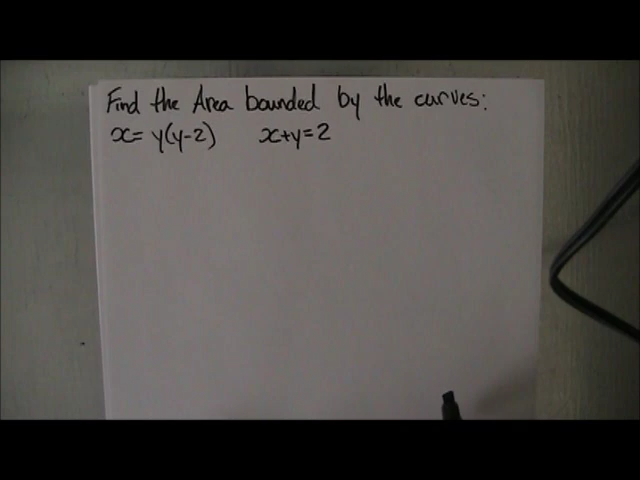 Find the Area bounded by the curves:
x= y(y-2) x+y=2